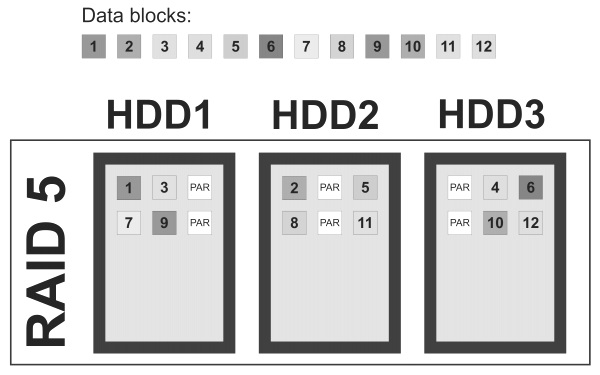 Data blocks:
1 2 3 4 5 6 7 8 9 10 11 12
HDD1 HDD2 HDD3
RAID 5
1 3 PAR 2 PAR 5 PAR 4 6
7 9 PAR 8 PAR 11 PAR 10 12